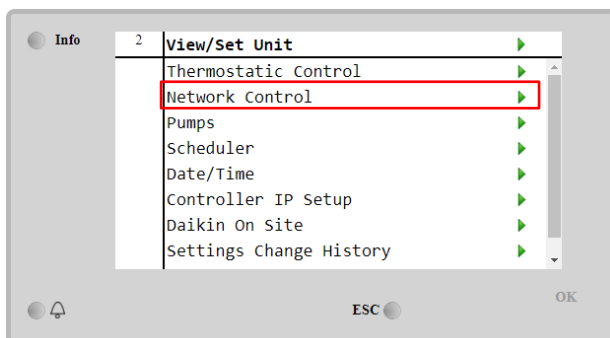 Info
2 View/Set Unit
Thermostatic Control
Network Control
Pumps
Scheduler
Date/Time
Controller IP Setup
Daikin On Site
Settings Change History
OK
ESC